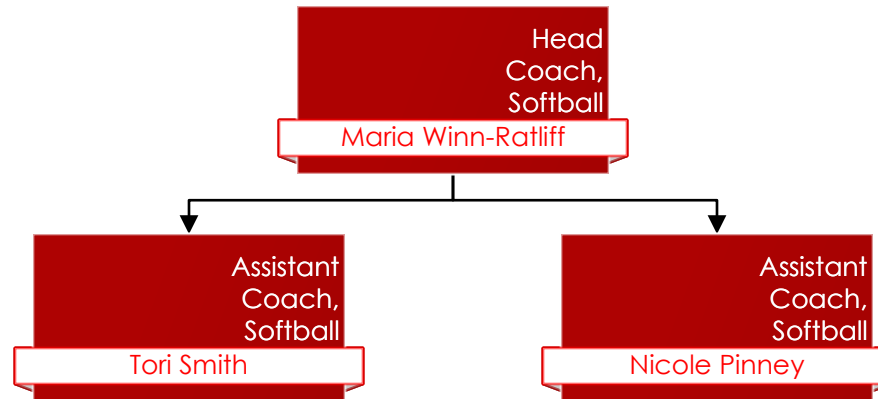 Head
Coach,
Softball
Maria Winn-Ratliff
Assistant
Coach,
Softball
Tori Smith
Assistant
Coach,
Softball
Nicole Pinney